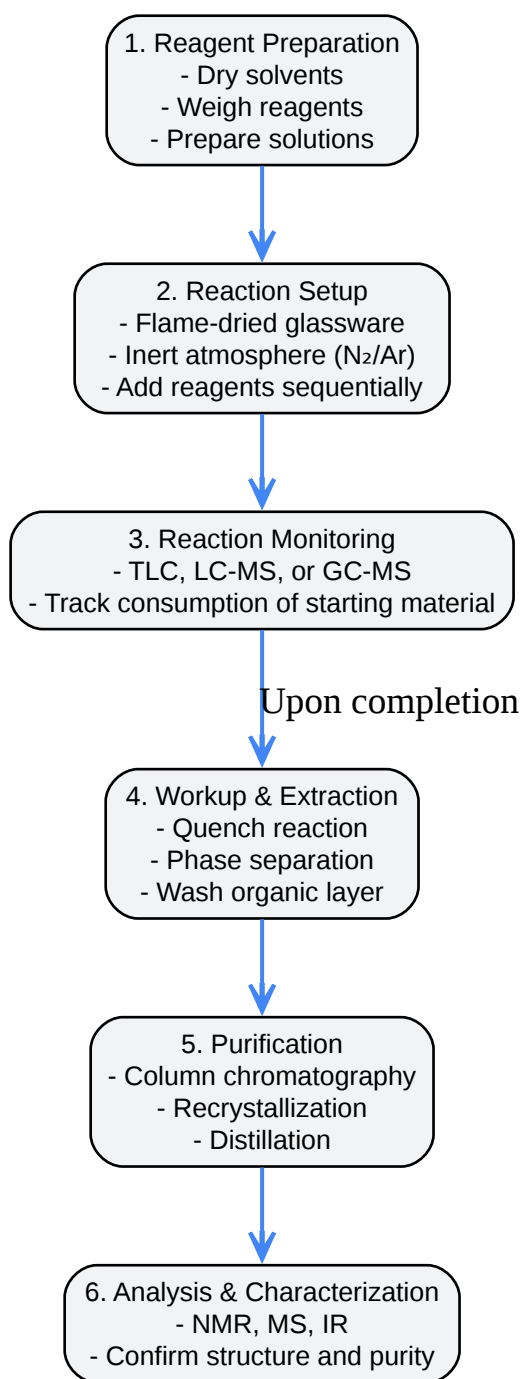 1. Reagent Preparation
- Dry solvents
- Weigh reagents
- Prepare solutions
2. Reaction Setup
- Flame-dried glassware
- Inert atmosphere (N₂/Ar)
- Add reagents sequentially
3. Reaction Monitoring
- TLC, LC-MS, or GC-MS
- Track consumption of starting material
Upon completion
4. Workup & Extraction
- Quench reaction
- Phase separation
- Wash organic layer
5. Purification
- Column chromatography
- Recrystallization
- Distillation
6. Analysis & Characterization
- NMR, MS, IR
- Confirm structure and purity